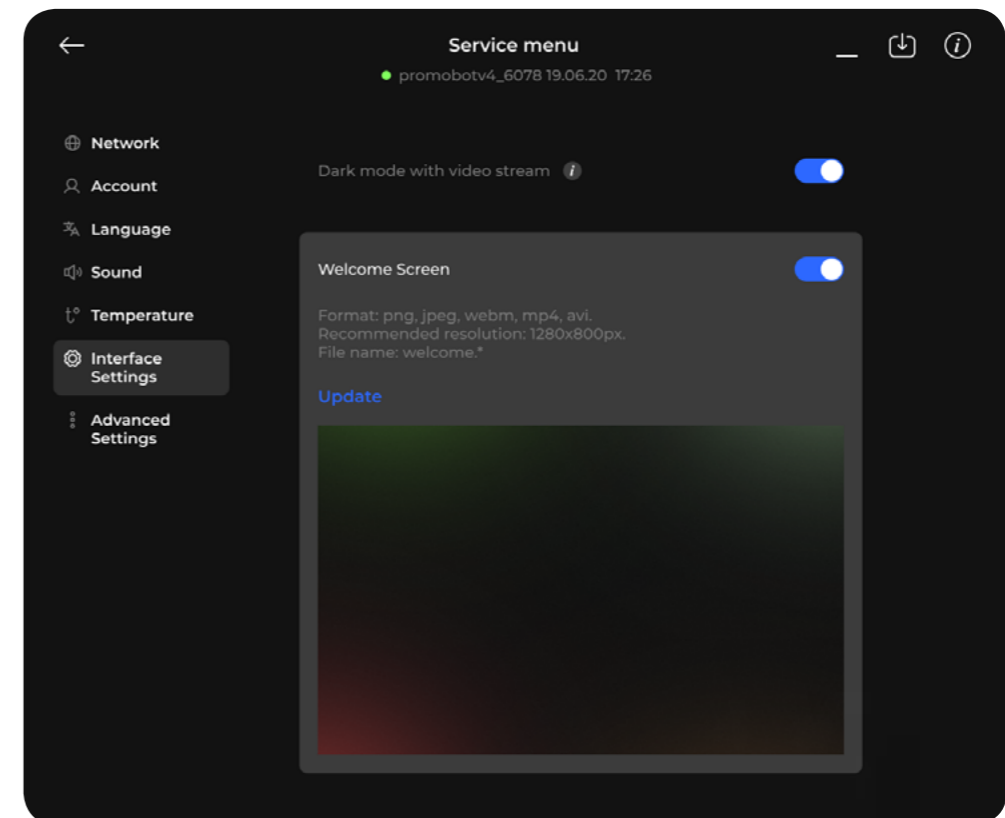 Service menu
promobotv4_6078 19.06.20 17:26
Network
Account
Language
Sound
Temperature
Interface
Settings
Advanced
Settings
Dark mode with video stream
Welcome Screen
Format: png, jpeg, webm, mp4, avi.
Recommended resolution: 1280x800px.
File name: welcome.*
Update